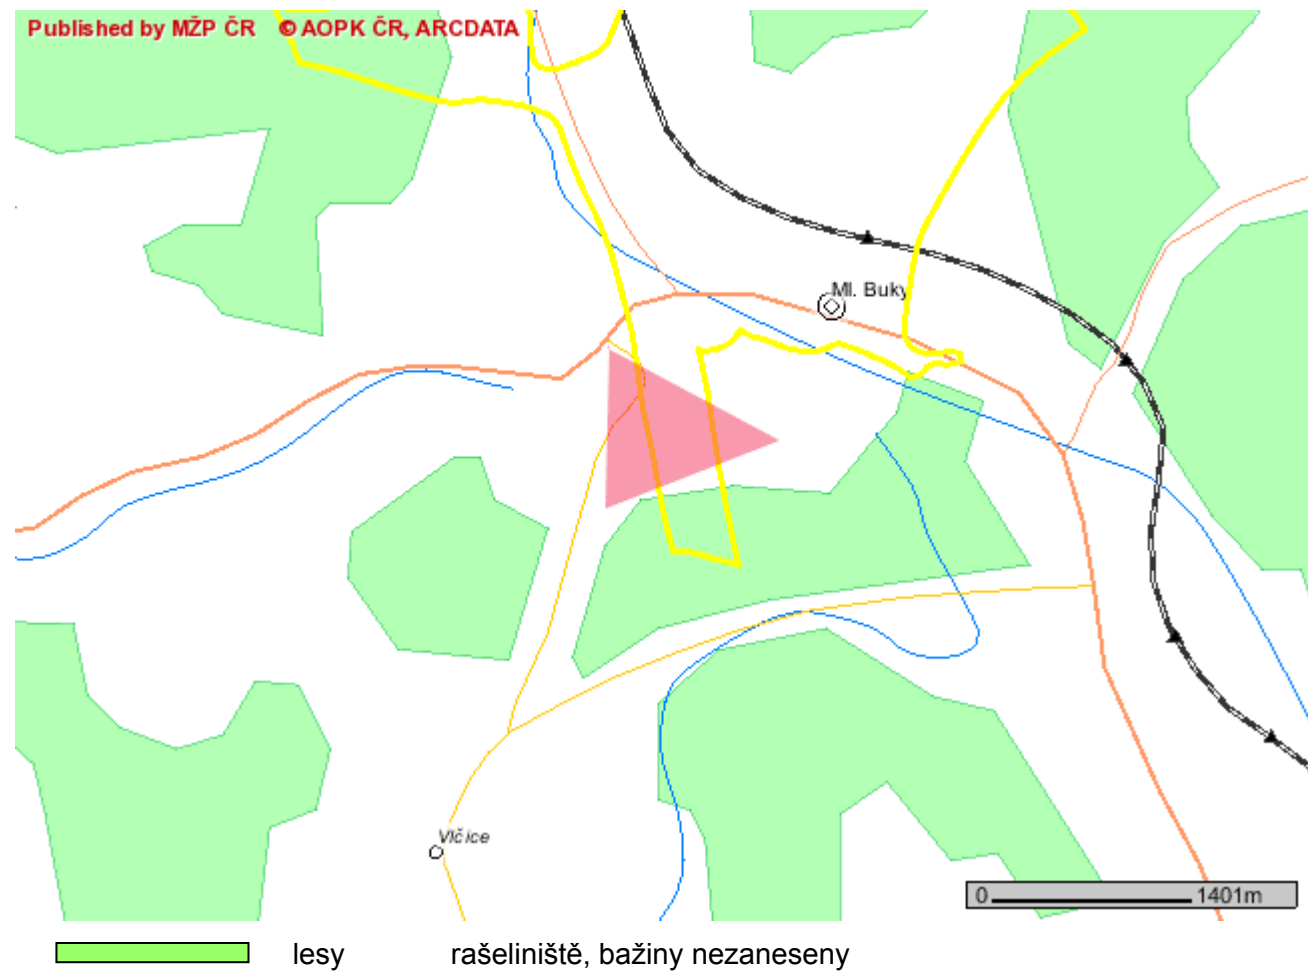 Published by MŽP ČR © AOPK ČR, ARCDATA
Ml. Buky
Vlčice
0 1401m
lesy rašeliniště, bažiny nezaneseny